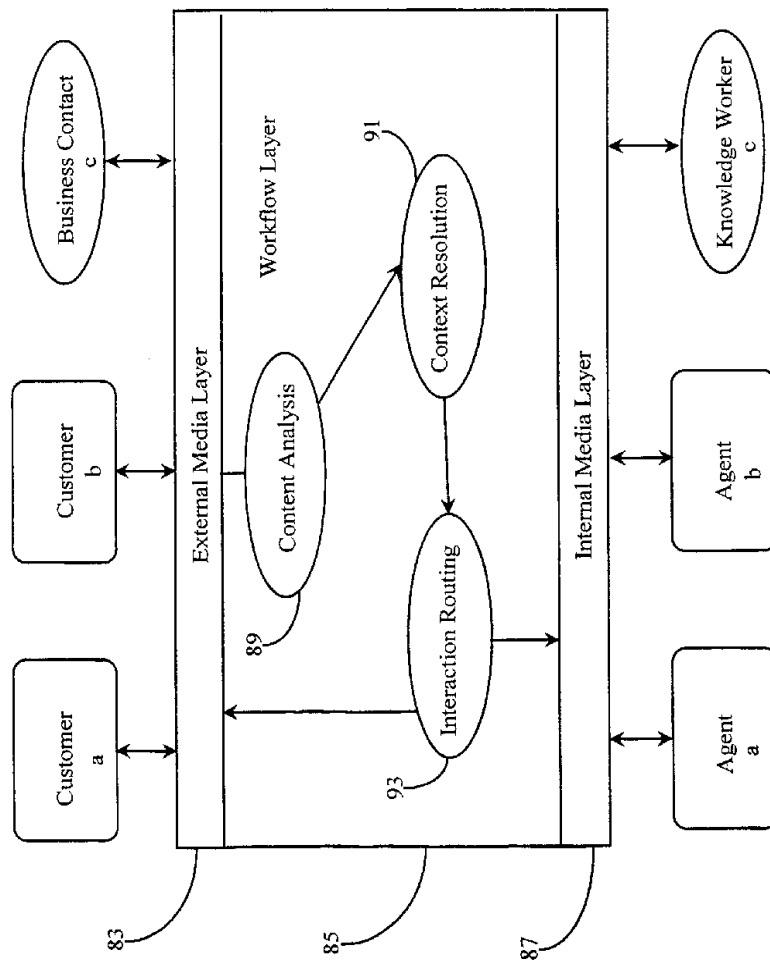 Customer
a
Customer
b
Business Contact
c
83
External Media Layer
Workflow Layer
89
Content Analysis
91
85
Context Resolution
93
Interaction Routing
87
Internal Media Layer
Agent
a
Agent
b
Knowledge Worker
c